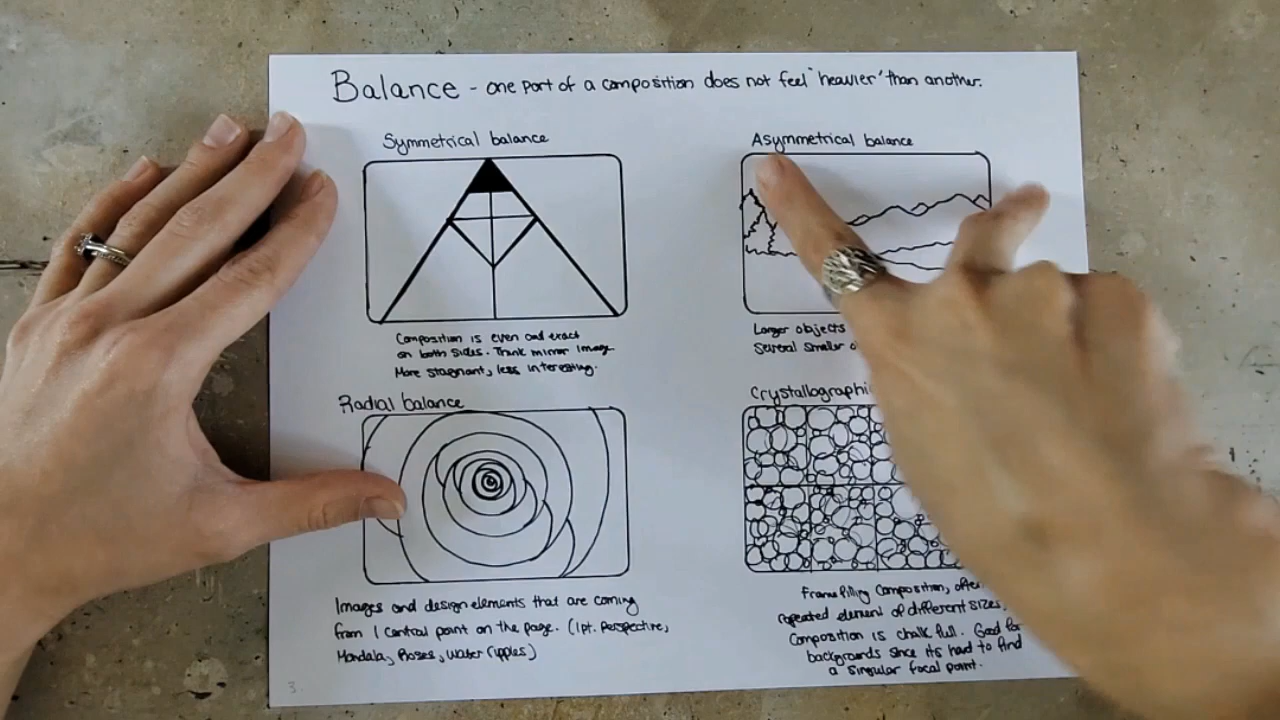 Balance - one part of a composition does not feel 'heavier' than another.
Symmetrical balance
Composition is even and exact
on both sides. Think mirror image
More stagnant, less interesting.
Asymmetrical balance
Larger objects
Several smaller
Radial balance
Images and design elements that are coming
from 1 central point on the page. (1pt. Perspective,
Mandala, Roses, Water ripples)
Crystallographic
Frame filling Composition, often
repeated element of different sizes,
Composition is chalk full. Good for
backgrounds since its hard to find
a singular focal point.
3.